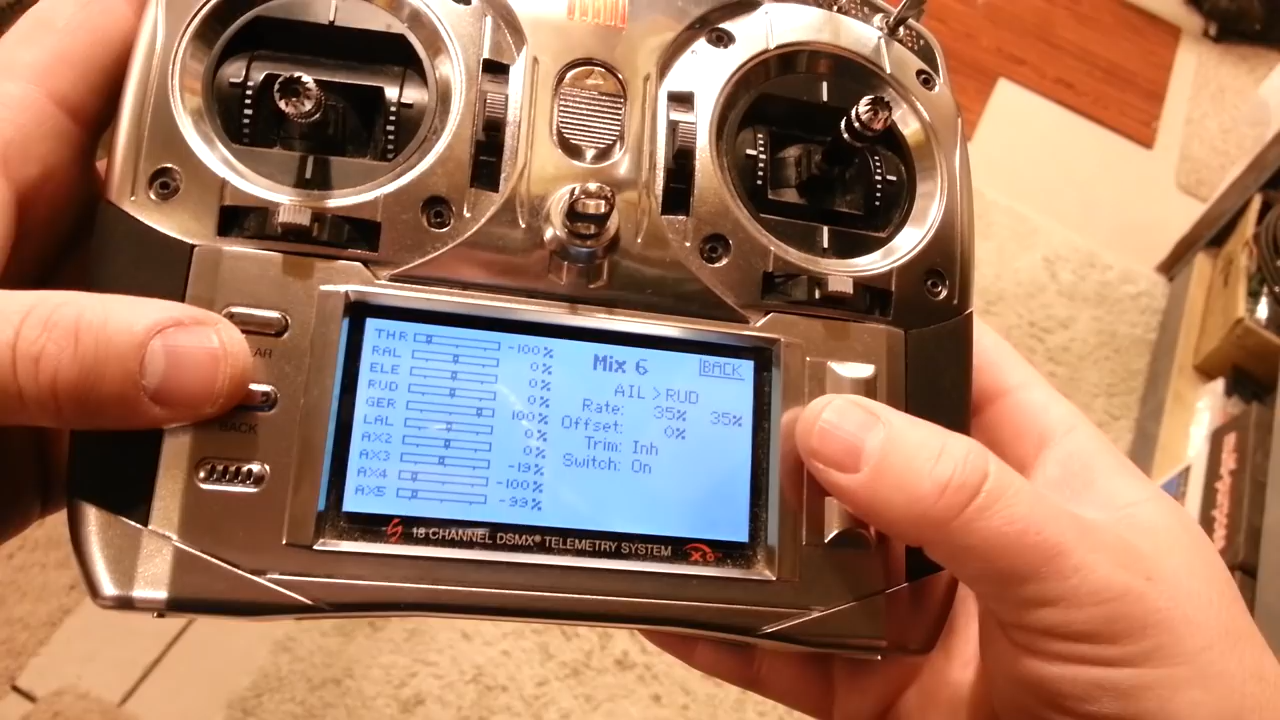 THR -100%
RAL 0%
ELE 0%
RUD 0%
GER 100%
LAL 0%
AX2 0%
AX3 -19%
AX4 -100%
AX5 -99%
Mix 6
BACK
AIL > RUD
Rate: 35% 35%
Offset: 0%
Trim: Inh
Switch: On
BACK
18 CHANNEL DSMX® TELEMETRY SYSTEM